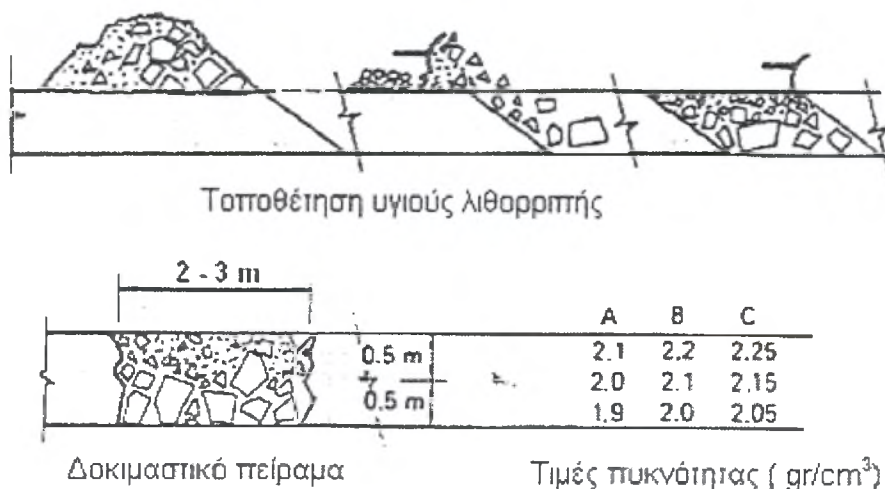 Τοποθέτηση υγιούς λιθορριπής
2 - 3 m
A B C
0.5 m 2.1 2.2 2.25
2.0 2.1 2.15
0.5 m 1.9 2.0 2.05
Δοκιμαστικό πείραμα Τιμές πυκνότητας ( gr/cm³)